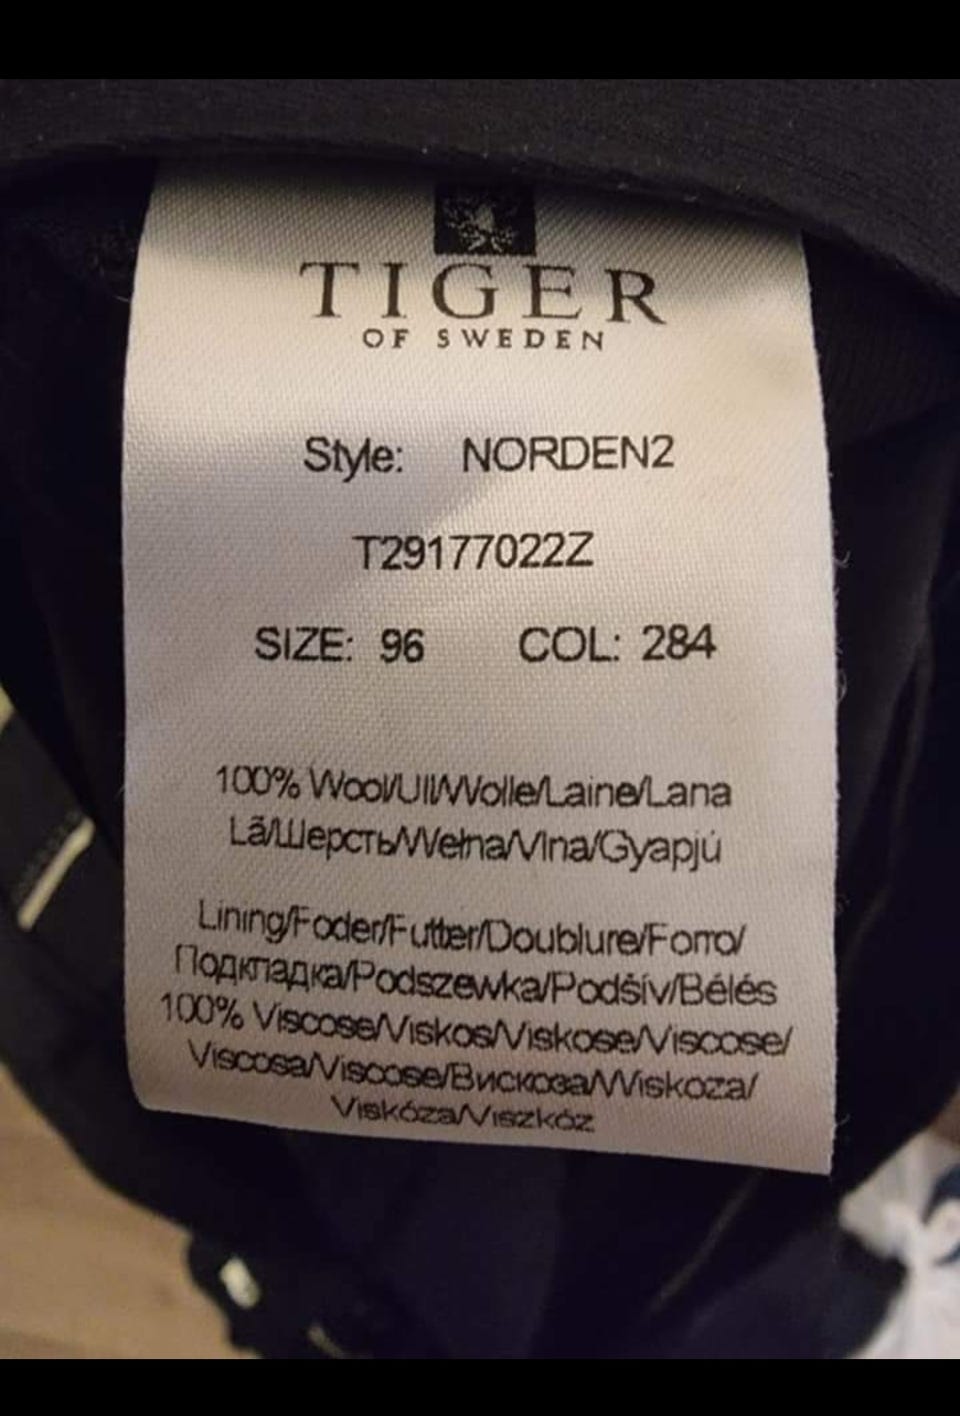 TIGER
OF SWEDEN
Style: NORDEN2
T29177022Z
SIZE: 96 COL: 284
100% Wool/Ull/Wolle/Laine/Lana
Lã/Шерсть/Wełna/Vlna/Gyapjú
Lining/Foder/Futter/Doublure/Forro/
Подкладка/Podszewka/Podšív/Bélés
100% Viscose/Viskos/Viskose/Viscose/
Viscosa/Viscose/Вискоза/Wiskoza/
Viskóza/Viszkóz